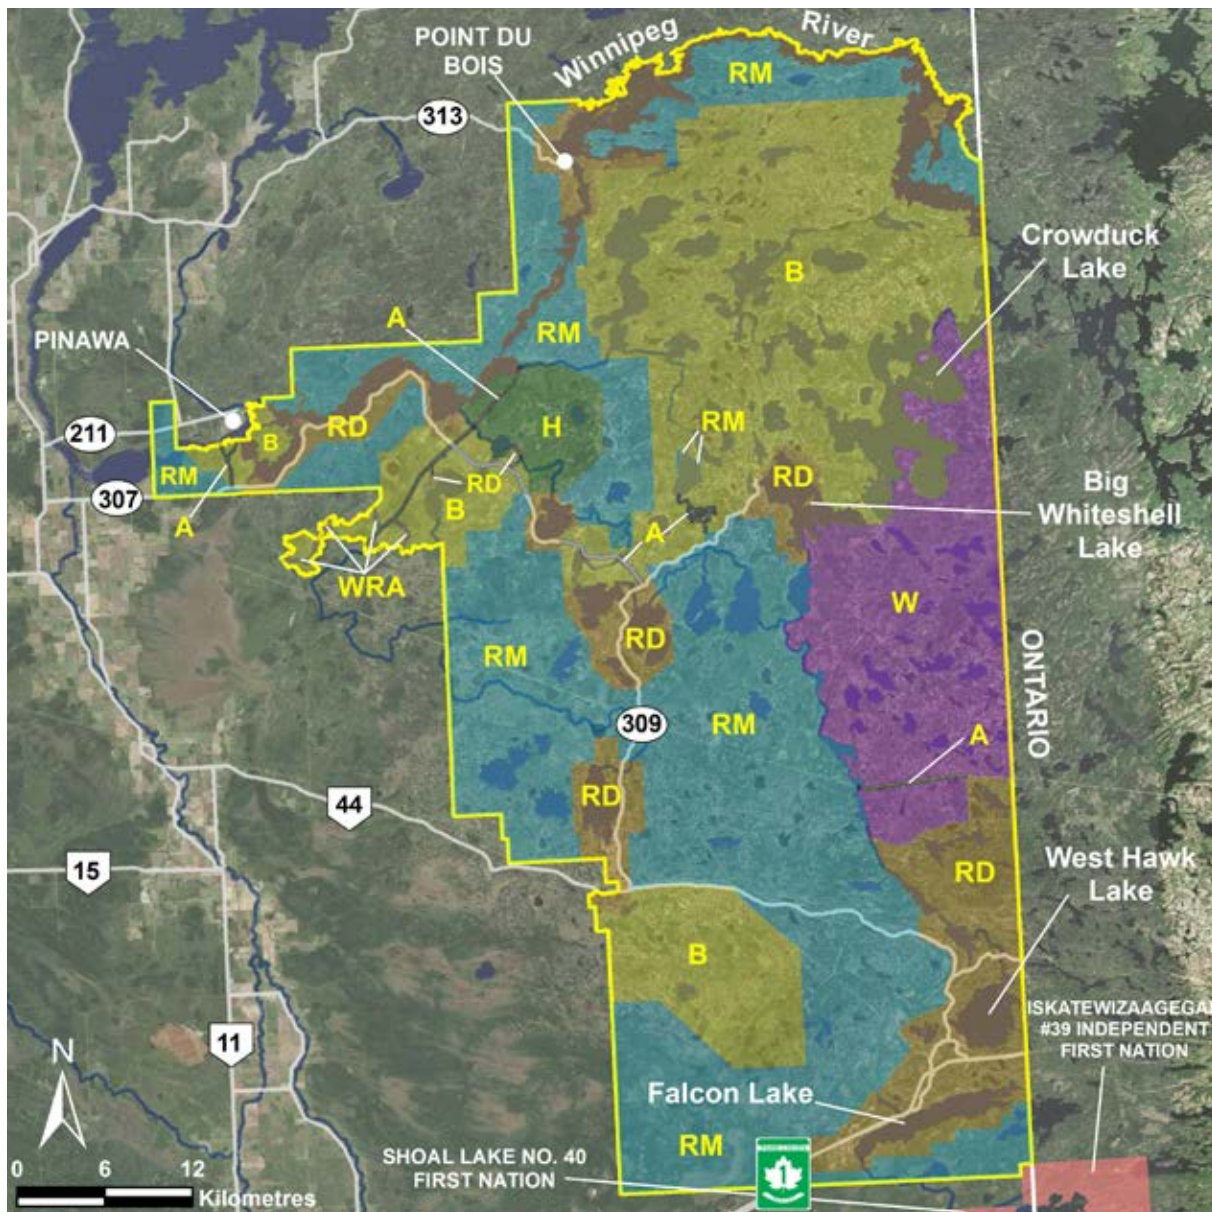 POINT DU
BOIS
Winnipeg River
RM
313
Crowduck
Lake
B
A
RM
PINAWA
211
B
RD
H
RM
RM
RD
RD
307
A
B
A
Big
Whiteshell
Lake
WRA
W
RM
RD
ONTARIO
309
RM
A
44
RD
15
RD
West Hawk
Lake
B
11
ISKATEWIZAAGEGAN
#39 INDEPENDENT
FIRST NATION
N
Falcon Lake
RM
SHOAL LAKE NO. 40
FIRST NATION
1
0 6 12
Kilometres